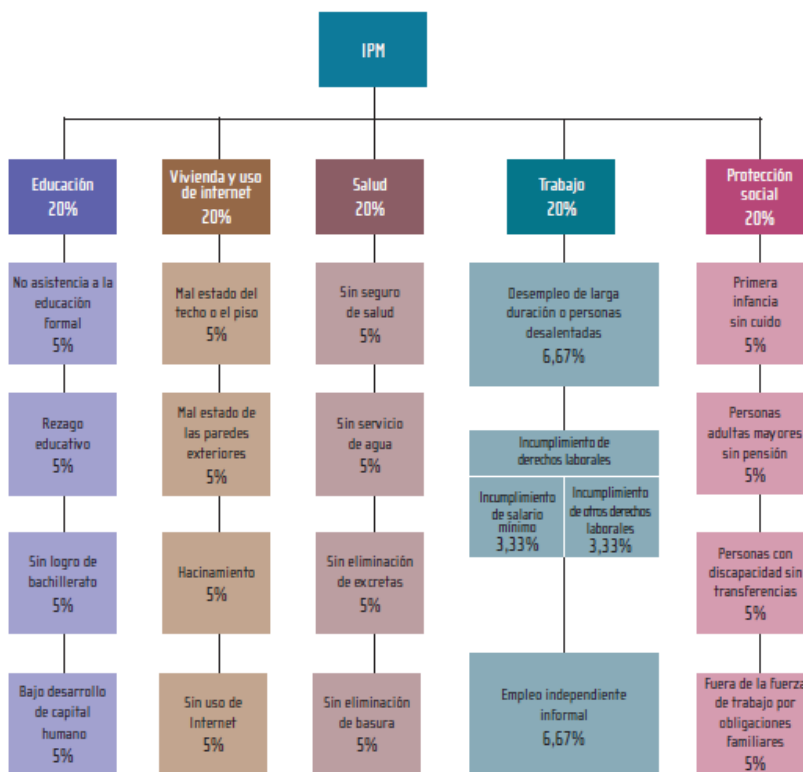 IPM
Educación
20%
Vivienda y uso
de internet
20%
Salud
20%
Trabajo
20%
Protección
social
20%
No asistencia a la
educación
formal
5%
Mal estado del
techo o el piso
5%
Sin seguro
de salud
5%
Desempleo de larga
duración o personas
desalentadas
6,67%
Primera
infancia
sin cuido
5%
Rezago
educativo
5%
Mal estado de
las paredes
exteriores
5%
Sin servicio
de agua
5%
Incumplimiento de
derechos laborales
Incumplimiento
de salario
mínimo
3,33%
Incumplimiento
de otros derechos
laborales
3,33%
Personas
adultas mayores
sin pensión
5%
Sin logro de
bachillerato
5%
Hacinamiento
5%
Sin eliminación
de excretas
5%
Personas con
discapacidad sin
transferencias
5%
Bajo desarrollo
de capital
humano
5%
Sin uso de
Internet
5%
Sin eliminación
de basura
5%
Empleo independiente
informal
6,67%
Fuera de la fuerza
de trabajo por
obligaciones
familiares
5%